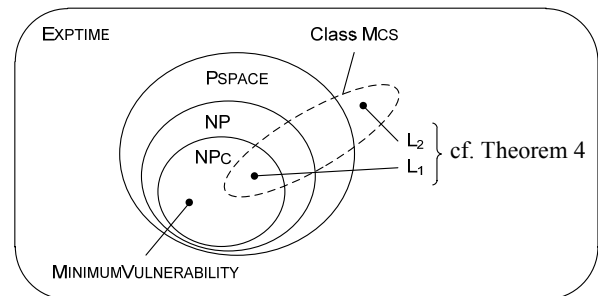 EXPTIME
Class MCS
PSPACE
NP
NPC
L2
L1
cf. Theorem 4
MINIMUMVULNERABILITY